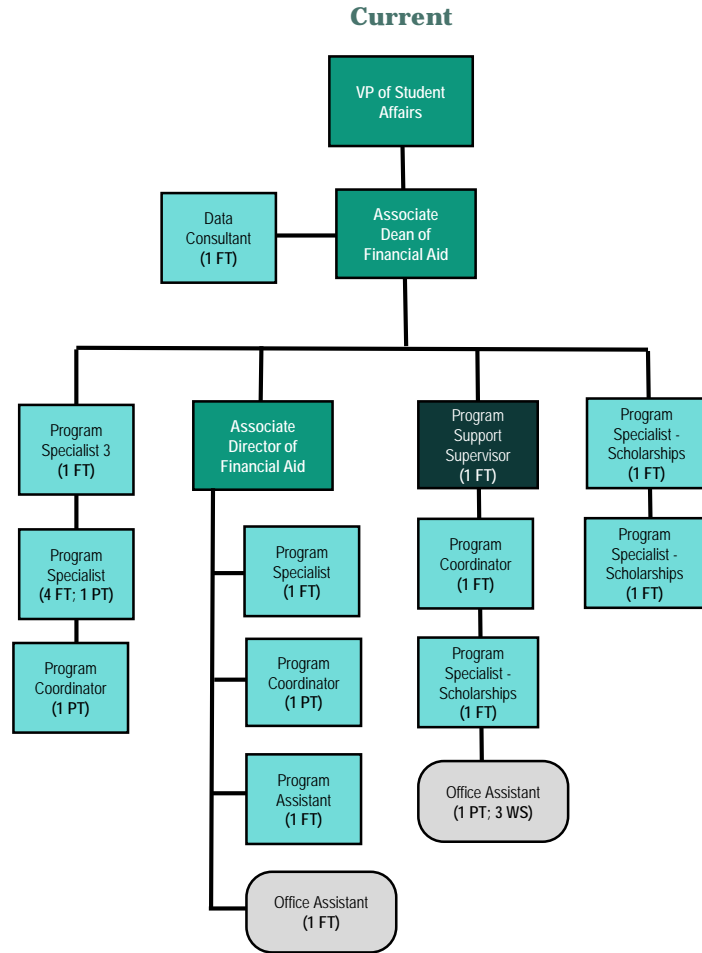 Current
VP of Student
Affairs
Data
Consultant
(1 FT)
Associate
Dean of
Financial Aid
Program
Specialist 3
(1 FT)
Program
Specialist
(4 FT; 1 PT)
Program
Coordinator
(1 PT)
Associate
Director of
Financial Aid
Program
Specialist
(1 FT)
Program
Coordinator
(1 PT)
Program
Assistant
(1 FT)
Office Assistant
(1 FT)
Program
Support
Supervisor
(1 FT)
Program
Coordinator
(1 FT)
Program
Specialist -
Scholarships
(1 FT)
Office Assistant
(1 PT; 3 WS)
Program
Specialist -
Scholarships
(1 FT)
Program
Specialist -
Scholarships
(1 FT)